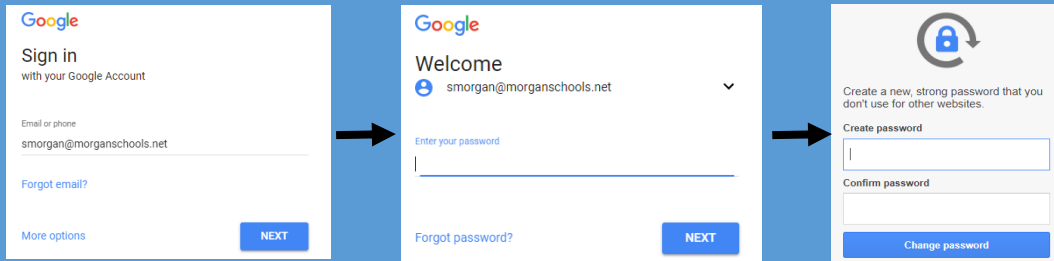 Google
Sign in
with your Google Account
Email or phone
smorgan@morganschools.net
Forgot email?
More options
NEXT
Google
Welcome
smorgan@morganschools.net
Enter your password
Forgot password?
NEXT
Create a new, strong password that you
don't use for other websites.
Create password
Confirm password
Change password